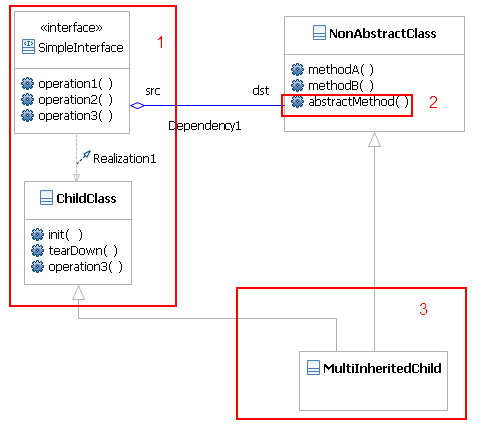 «interface»
SimpleInterface
operation1( )
operation2( )
operation3( )
1
NonAbstractClass
methodA( )
methodB( )
abstractMethod( )
2
src
dst
Dependency1
Realization1
ChildClass
init( )
tearDown( )
operation3( )
3
MultiInheritedChild